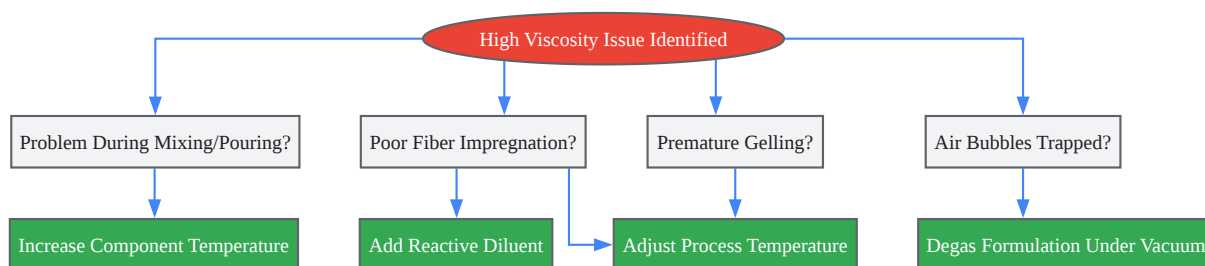 High Viscosity Issue Identified
Problem During Mixing/Pouring?
Poor Fiber Impregnation?
Premature Gelling?
Air Bubbles Trapped?
Increase Component Temperature
Add Reactive Diluent
Adjust Process Temperature
Degas Formulation Under Vacuum